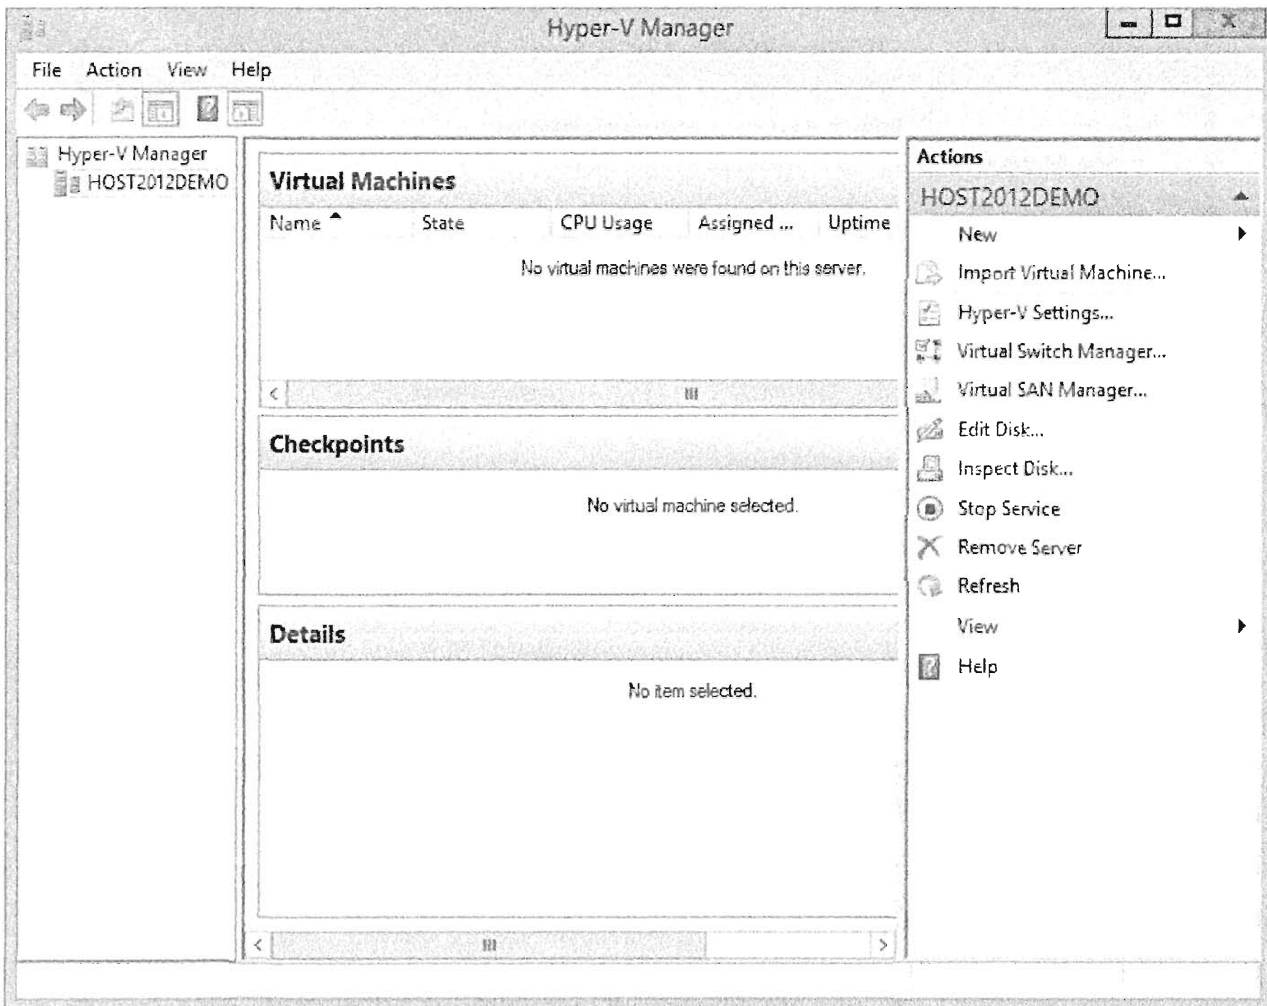 Hyper-V Manager
File Action View Help
Hyper-V Manager
HOST2012DEMO
Virtual Machines
Name State CPU Usage Assigned ... Uptime
No virtual machines were found on this server.
Checkpoints
No virtual machine selected.
Details
No item selected.
Actions
HOST2012DEMO
New
Import Virtual Machine...
Hyper-V Settings...
Virtual Switch Manager...
Virtual SAN Manager...
Edit Disk...
Inspect Disk...
Stop Service
Remove Server
Refresh
View
Help